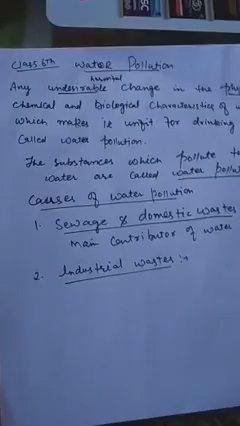 Class 6th Water Pollution
harmful
Any undesirable change in the
chemical and biological characteristics of
which makes it unfit for drinking
called water pollution.
The substances which pollute
water are called water
Causes of water pollution
1. Sewage & domestic wastes
Main contributor of water
2. Industrial wastes :-